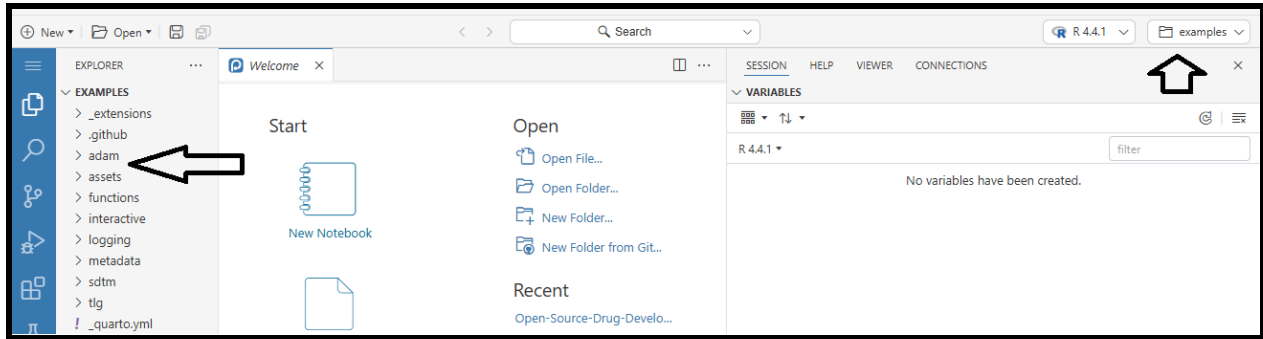 New Open Search R 4.4.1 examples
EXPLORER ... Welcome SESSION HELP VIEWER CONNECTIONS
EXAMPLES VARIABLES
_extensions
.github
adam
assets
functions
interactive
logging
metadata
sdtm
tlg
! _quarto.yml
Start
New Notebook
Open
Open File...
Open Folder...
New Folder...
New Folder from Git...
Recent
Open-Source-Drug-Develo...
R 4.4.1 filter
No variables have been created.